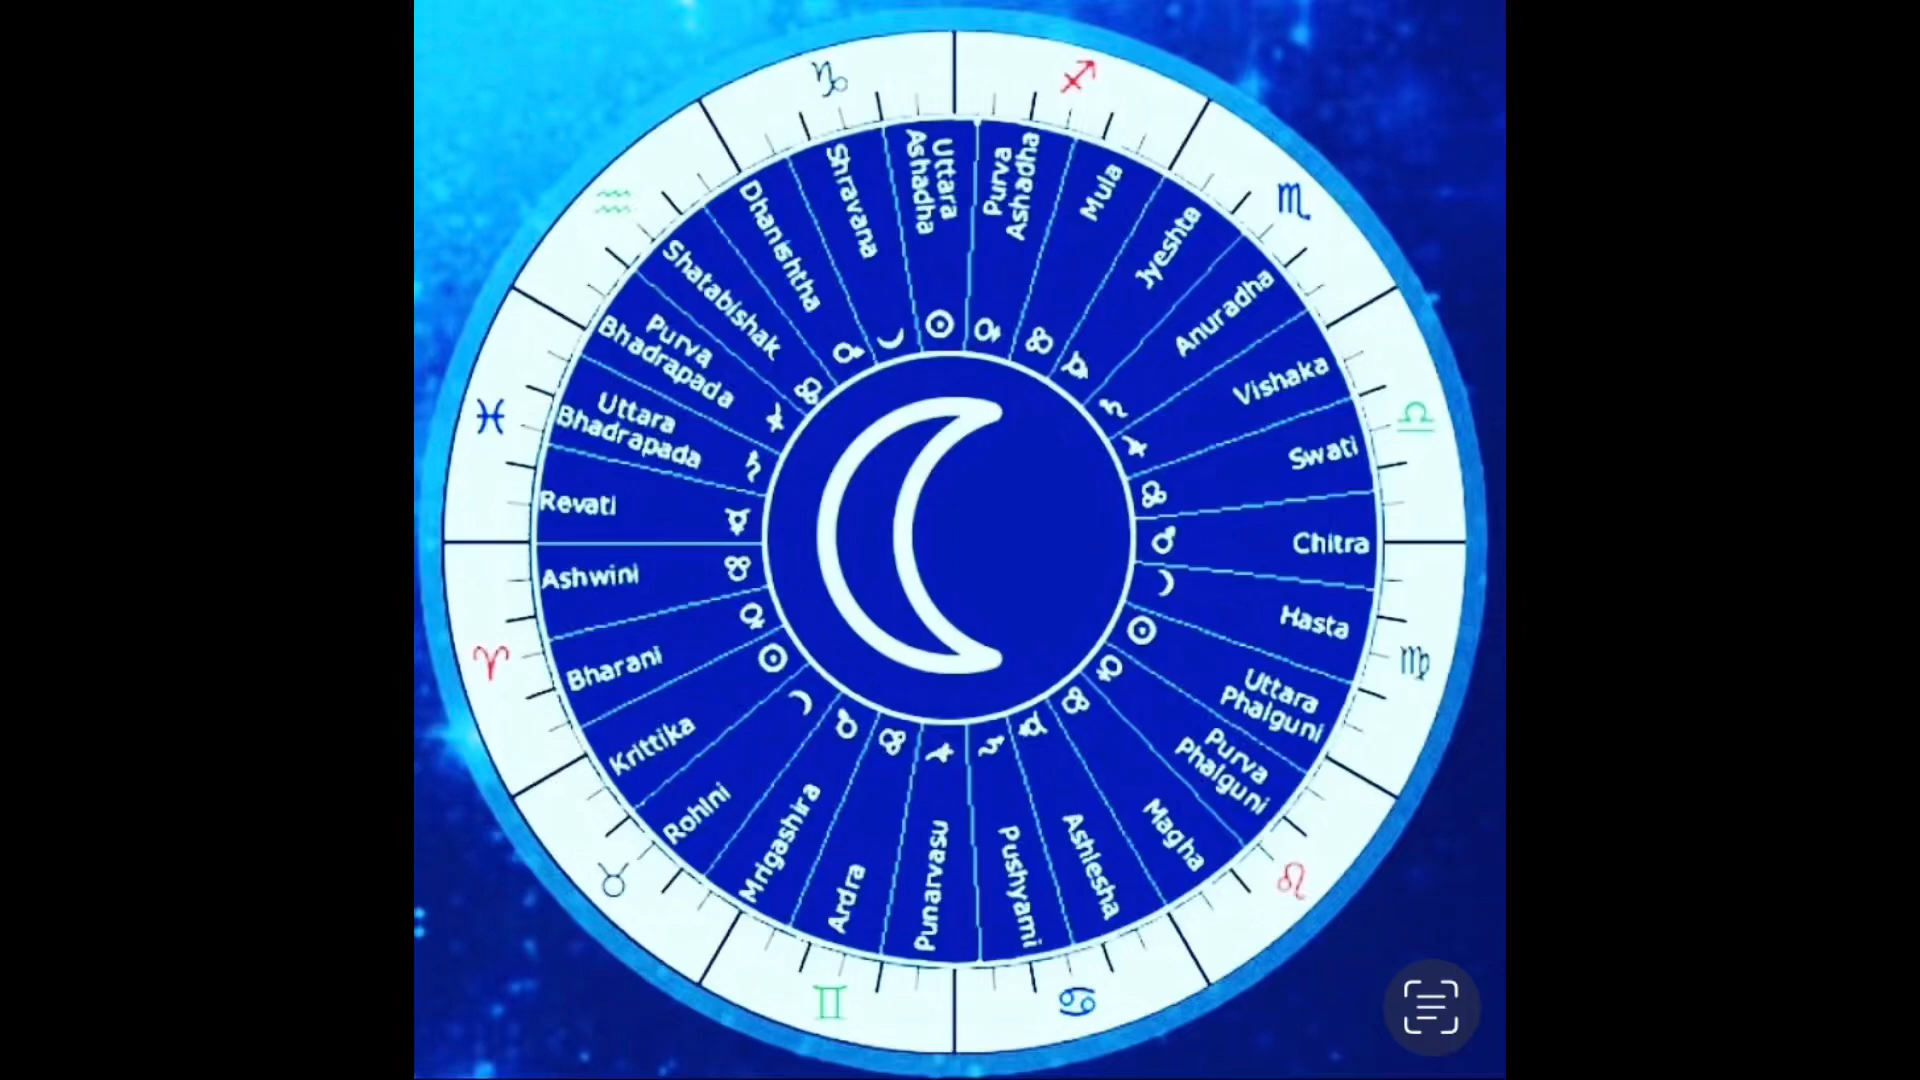 Uttara
Ashadha
Purva
Ashadha
Mula
Jyeshta
Anuradha
Vishaka
Swati
Chitra
Hasta
Uttara
Phalguni
Purva
Phalguni
Magha
Ashlesha
Pushyami
Punarvasu
Ardra
Mrigashira
Rohini
Krittika
Bharani
Ashwini
Revati
Uttara
Bhadrapada
Purva
Bhadrapada
Shatabishak
Dhanishtha
Shravana